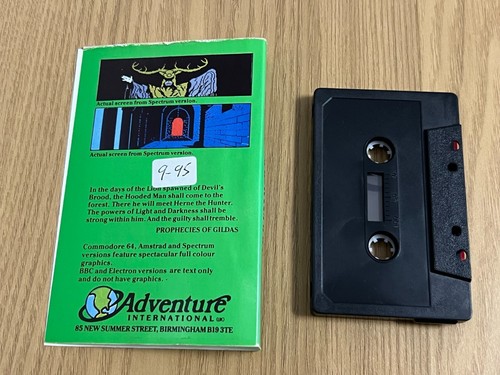 Actual screen from Spectrum version.
Actual screen from Spectrum version.
9-95
In the days of the Lion spawned of Devil's
Brood, the Hooded Man shall come to the
forest. There he will meet Herne the Hunter.
The powers of Light and Darkness shall be
strong within him. And the guilty shall tremble.
PROPHECIES OF GILDAS
Commodore 64, Amstrad and Spectrum
versions feature spectacular full colour
graphics.
BBC and Electron versions are text only
and do not have graphics.
Adventure
INTERNATIONAL (UK)
85 NEW SUMMER STREET, BIRMINGHAM B19 3TE